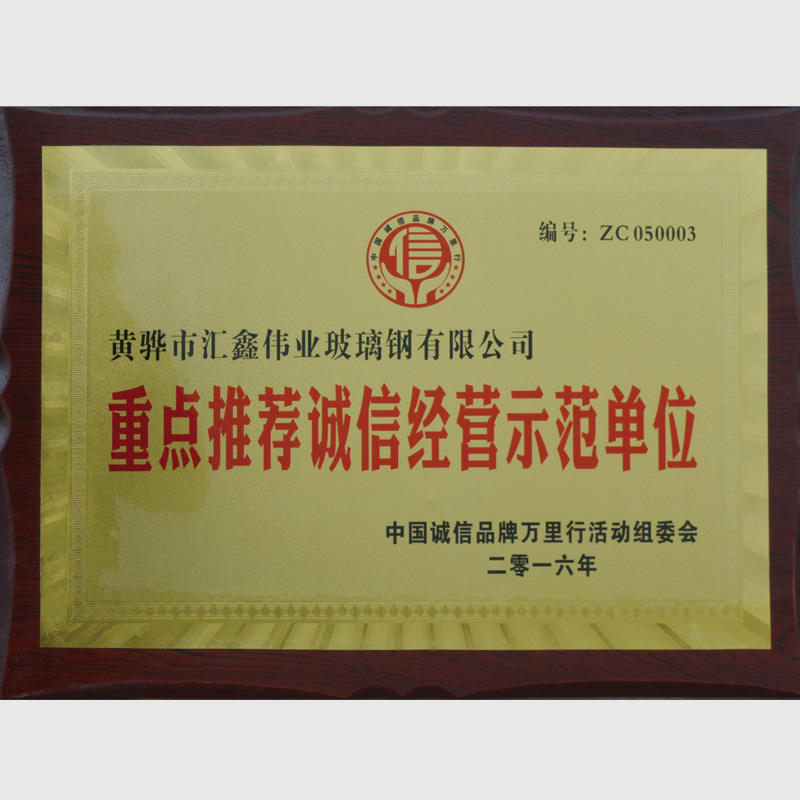 中国诚信品牌万里行
信
编号：ZC050003
黄骅市汇鑫伟业玻璃钢有限公司
重点推荐诚信经营示范单位
中国诚信品牌万里行活动组委会
二零一六年